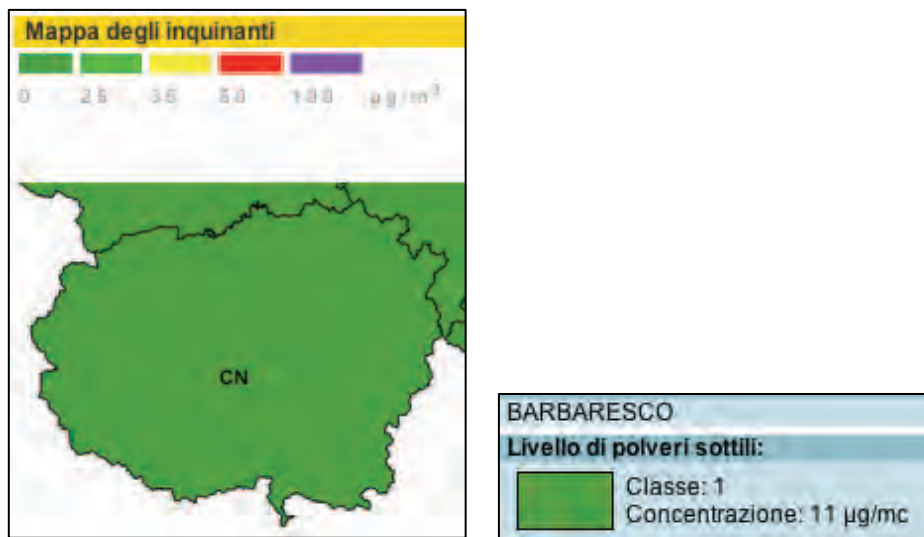 Mappa degli inquinanti
0 25 35 50 100 µg/m³
CN
BARBARESCO
Livello di polveri sottili:
Classe: 1
Concentrazione: 11 µg/mc